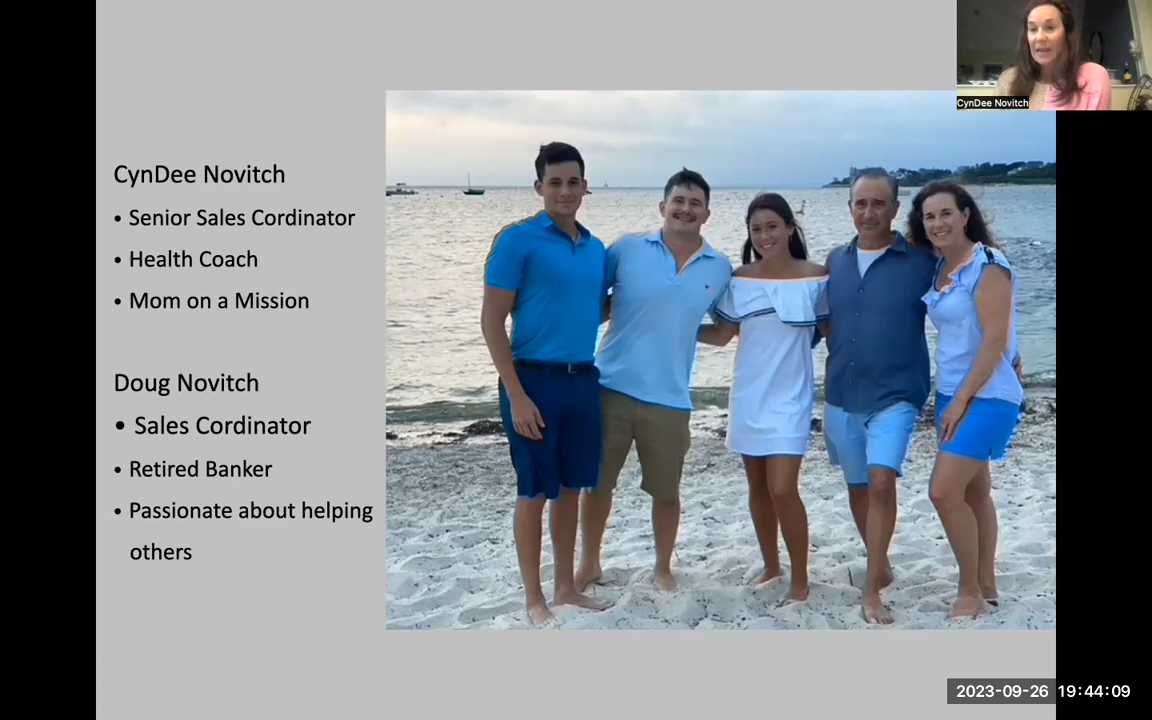 CynDee Novitch
CynDee Novitch
• Senior Sales Cordinator
• Health Coach
• Mom on a Mission
Doug Novitch
• Sales Cordinator
• Retired Banker
• Passionate about helping
others
2023-09-26 19:44:09